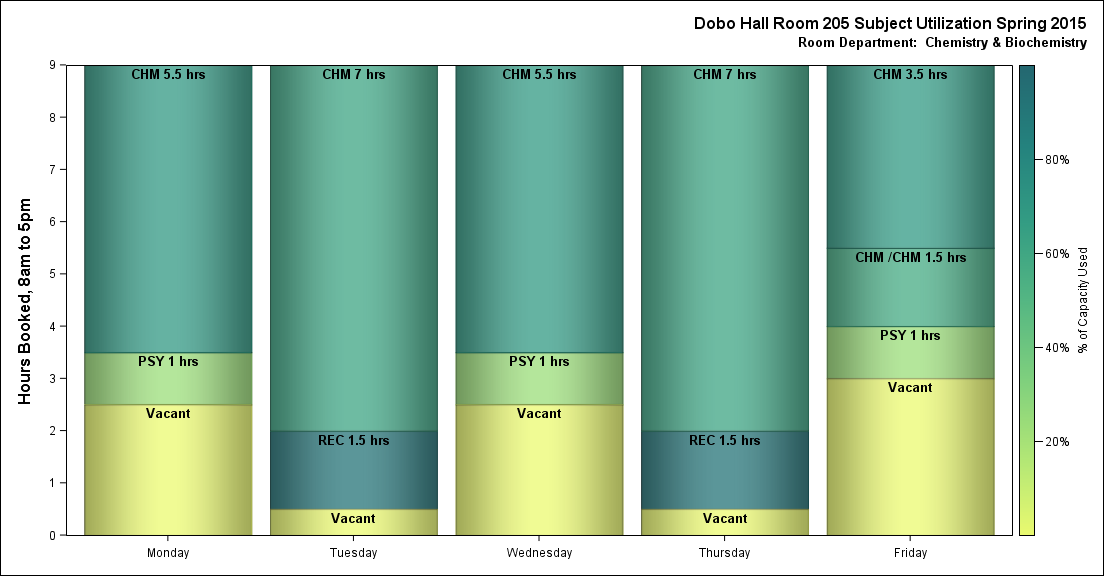 Dobo Hall Room 205 Subject Utilization Spring 2015
Room Department:  Chemistry & Biochemistry
Hours Booked, 8am to 5pm
9
8
7
6
5
4
3
2
1
0
CHM 5.5 hrs
PSY 1 hrs
Vacant
CHM 7 hrs
REC 1.5 hrs
Vacant
CHM 5.5 hrs
PSY 1 hrs
Vacant
CHM 7 hrs
REC 1.5 hrs
Vacant
CHM 3.5 hrs
CHM /CHM 1.5 hrs
PSY 1 hrs
Vacant
Monday
Tuesday
Wednesday
Thursday
Friday
80%
60%
40%
20%
% of Capacity Used